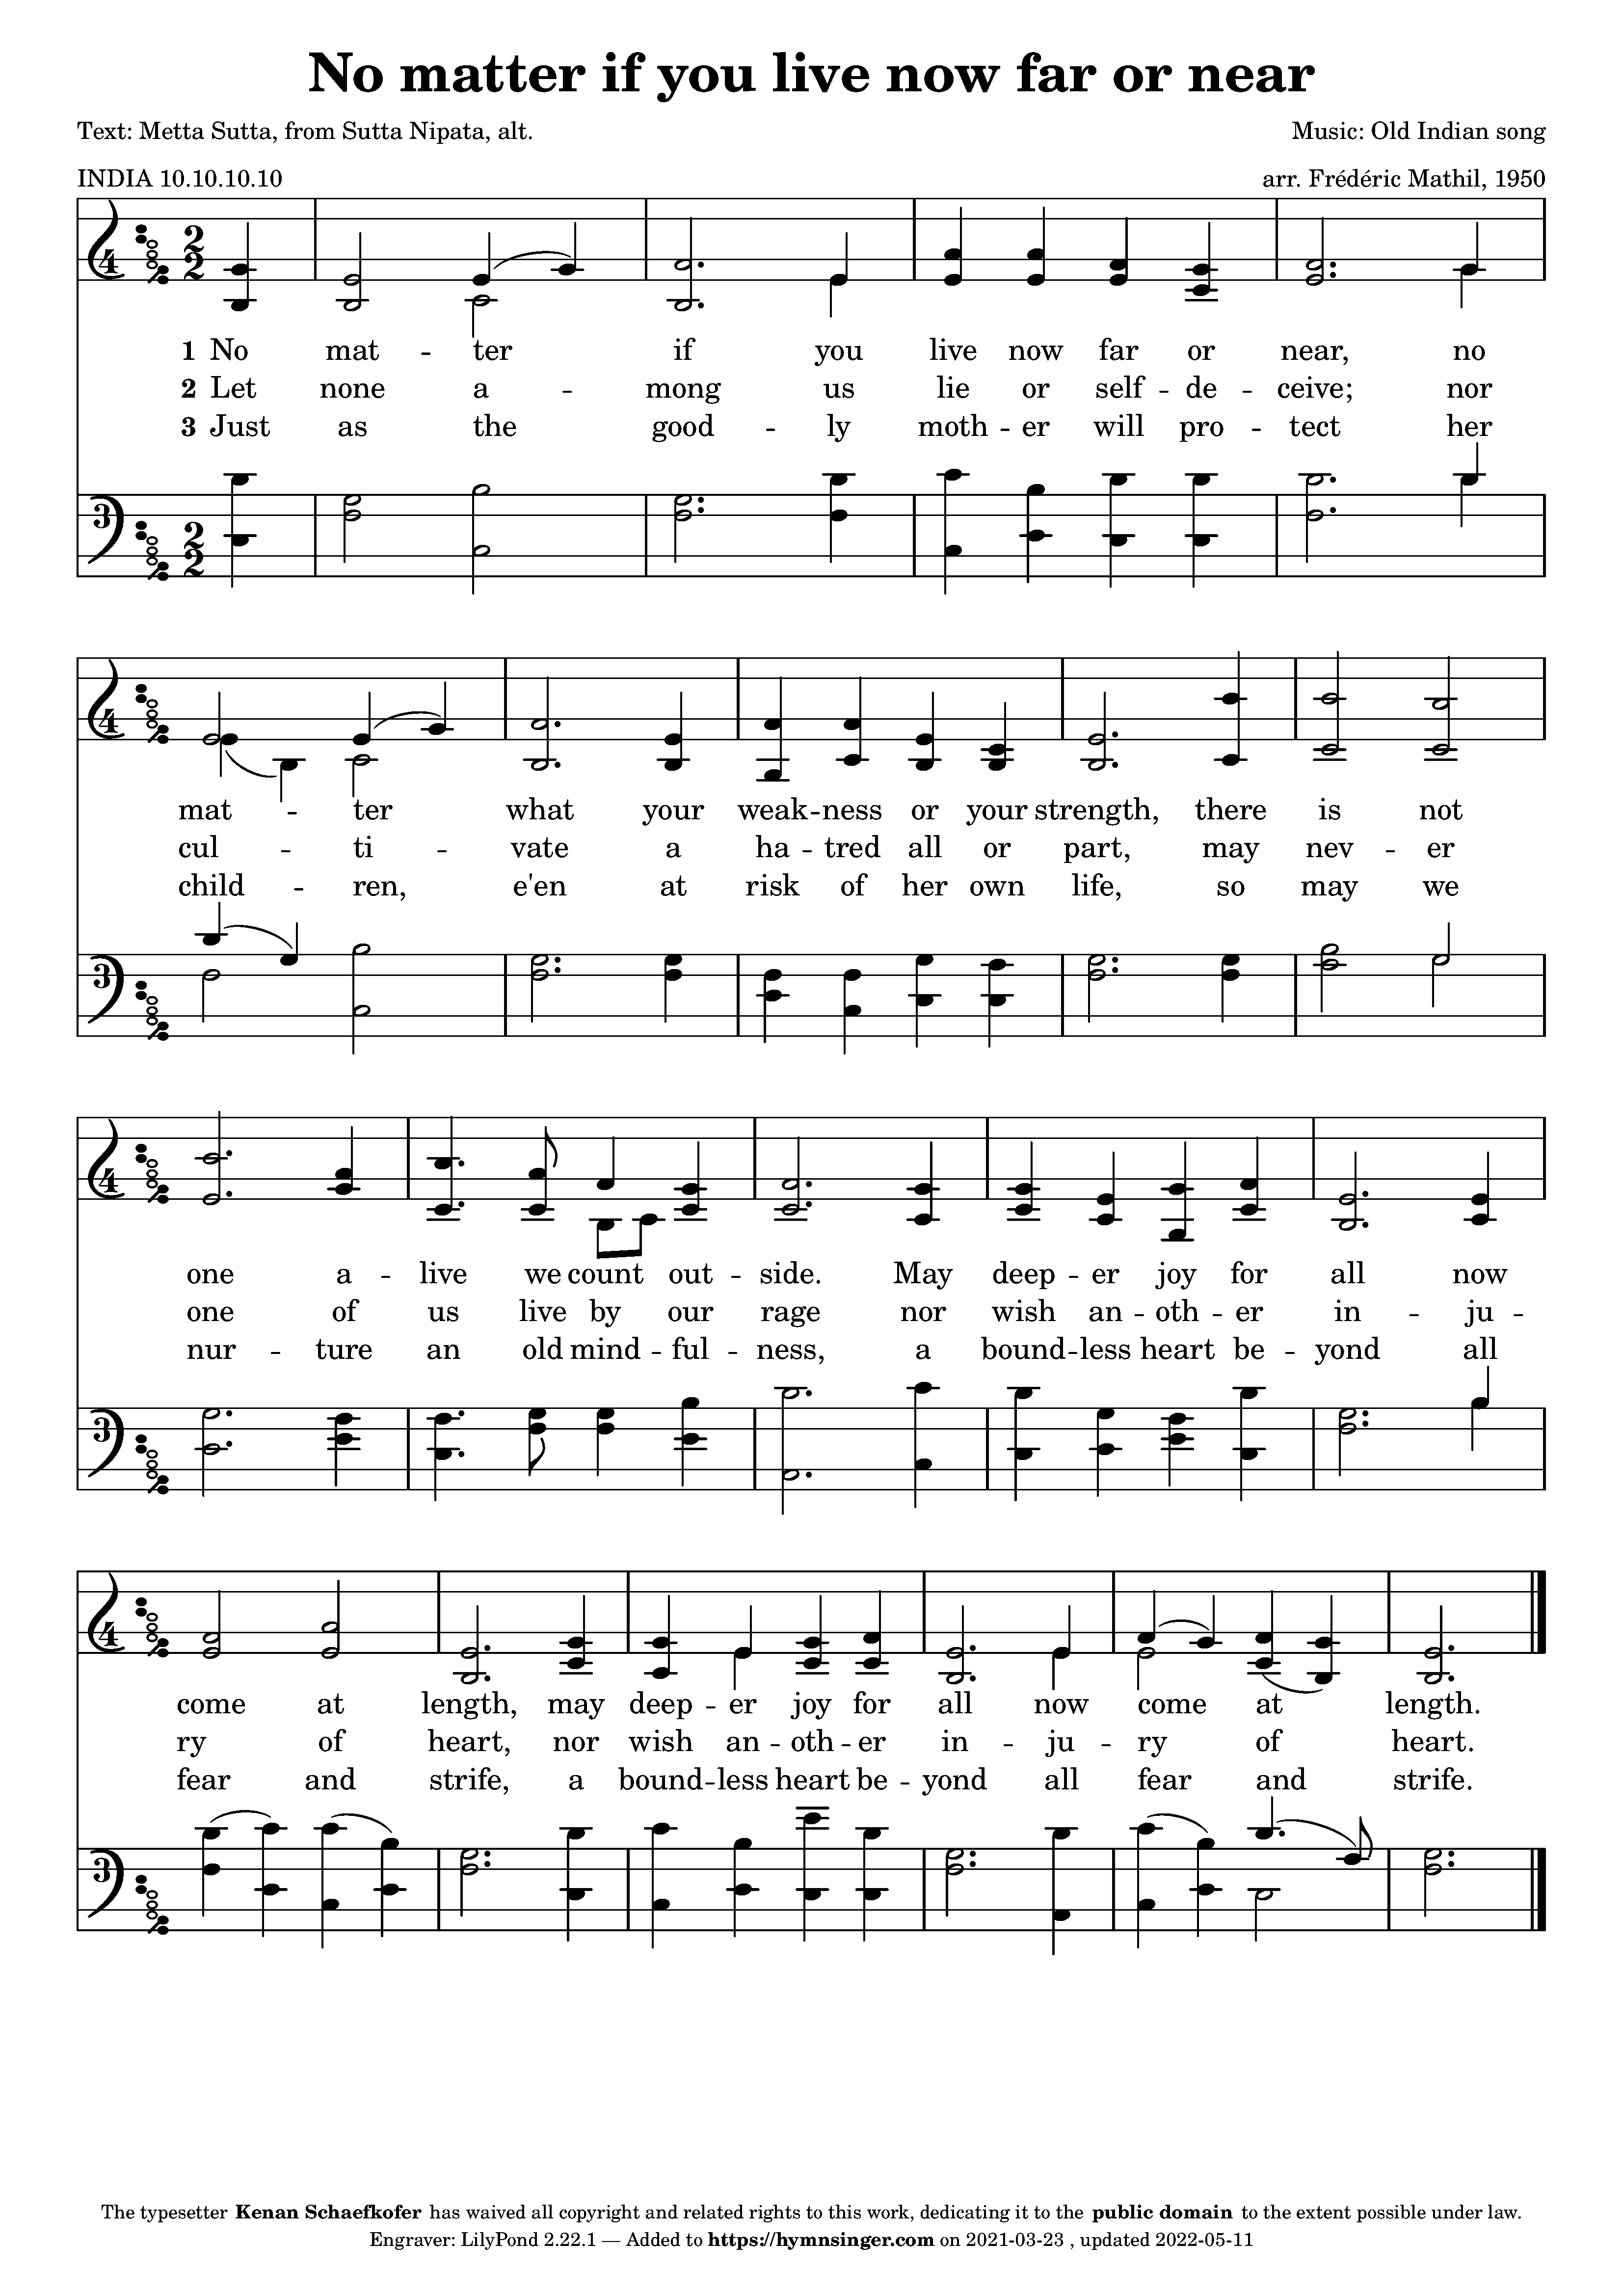 No matter if you live now far or near
Text: Metta Sutta, from Sutta Nipata, alt.
Music: Old Indian song
INDIA 10.10.10.10
arr. Frédéric Mathil, 1950
1 No mat - ter if you live now far or near, no
2 Let none a - mong us lie or self - de - ceive; nor
3 Just as the good - ly moth - er will pro - tect her
mat - ter what your weak - ness or your strength, there is not
cul - ti - vate a ha - tred all or part, may nev - er
child - ren, e'en at risk of her own life, so may we
one a - live we count out - side. May deep - er joy for all now
one of us live by our rage nor wish an - oth - er in - ju -
nur - ture an old mind - ful - ness, a bound - less heart be - yond all
come at length, may deep - er joy for all now come at length.
ry of heart, nor wish an - oth - er in - ju - ry of heart.
fear and strife, a bound - less heart be - yond all fear and strife.
The typesetter Kenan Schaefkofer has waived all copyright and related rights to this work, dedicating it to the public domain to the extent possible under law.
Engraver: LilyPond 2.22.1 — Added to https://hymnsinger.com on 2021-03-23 , updated 2022-05-11